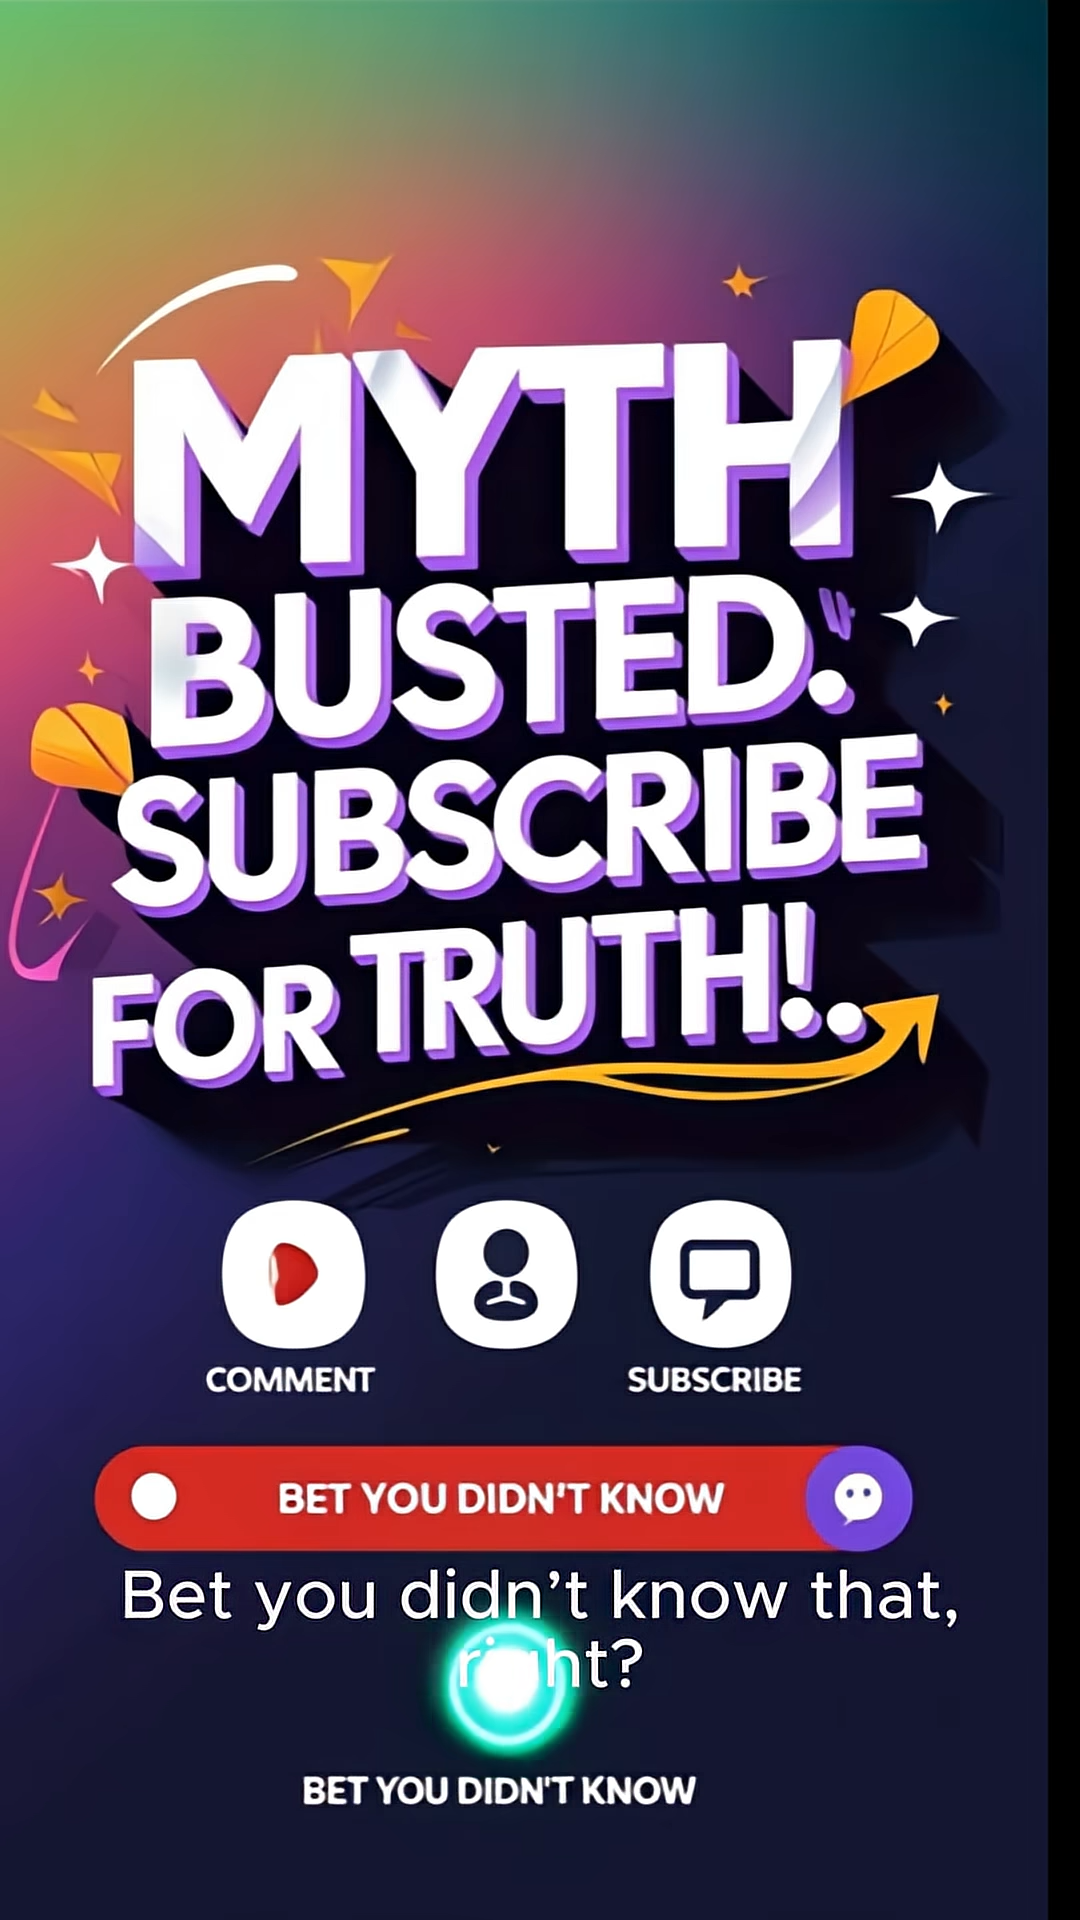 MYTH
BUSTED.
SUBSCRIBE
FOR TRUTH!..
COMMENT
SUBSCRIBE
BET YOU DIDN'T KNOW
Bet you didn’t know that,
right?
BET YOU DIDN'T KNOW